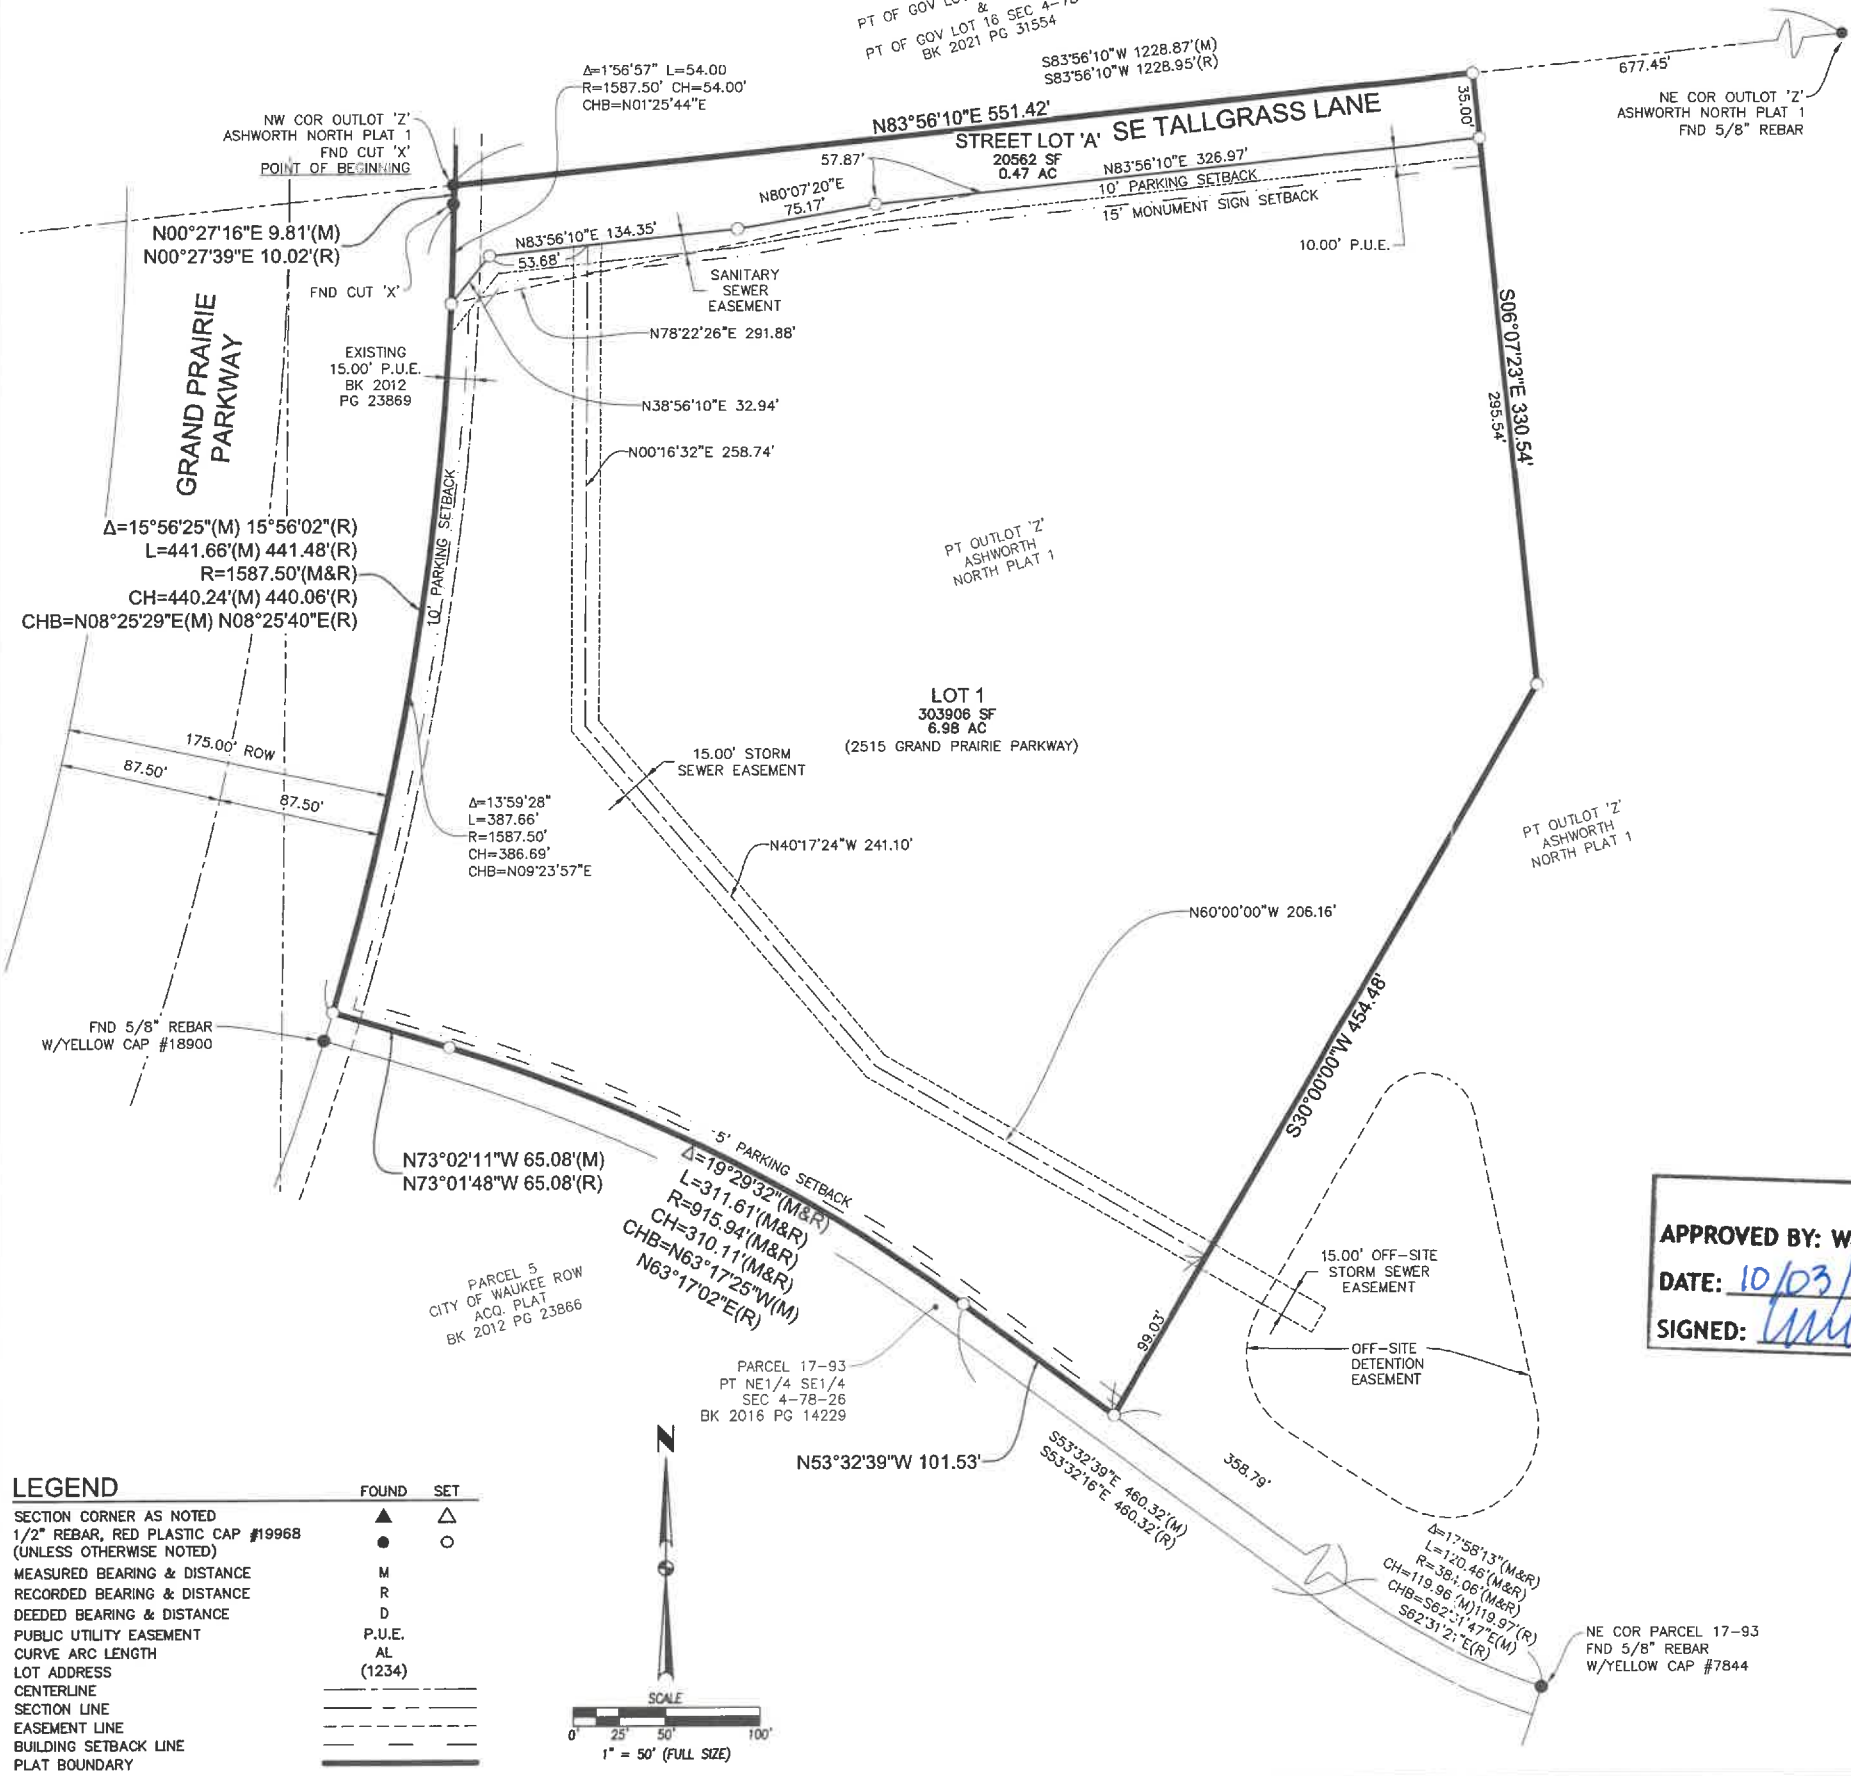 PT OF GOV
&
PT OF GOV LOT 16 SEC
BK 2021 PG 31554
S83°56'10"W 1228.87'(M)
S83°56'10"W 1228.95'(R)
677.45'
NE COR OUTLOT 'Z'
ASHWORTH NORTH PLAT 1
FND 5/8" REBAR
Δ=1°56'57" L=54.00
R=1587.50' CH=54.00'
CHB=N01°25'44"E
NW COR OUTLOT 'Z'
ASHWORTH NORTH PLAT 1
FND CUT 'X'
POINT OF BEGINNING
N83°56'10"E 551.42'
STREET LOT 'A' SE TALLGRASS LANE
20562 SF
0.47 AC
35.00'
57.87'
N83°56'10"E 326.97'
10' PARKING SETBACK
15' MONUMENT SIGN SETBACK
N80°07'20"E
75.17'
10.00' P.U.E.
N00°27'16"E 9.81'(M)
N00°27'39"E 10.02'(R)
N83°56'10"E 134.35'
53.68'
FND CUT 'X'
SANITARY
SEWER
EASEMENT
N78°22'26"E 291.88'
GRAND PRAIRIE
PARKWAY
EXISTING
15.00' P.U.E.
BK 2012
PG 23869
N38°56'10"E 32.94'
N00°16'32"E 258.74'
S06°07'23"E 330.54'
295.54'
10' PARKING SETBACK
Δ=15°56'25"(M) 15°56'02"(R)
L=441.66'(M) 441.48'(R)
R=1587.50'(M&R)
CH=440.24'(M) 440.06'(R)
CHB=N08°25'29"E(M) N08°25'40"E(R)
PT OUTLOT 'Z'
ASHWORTH
NORTH PLAT 1
LOT 1
303906 SF
6.98 AC
(2515 GRAND PRAIRIE PARKWAY)
175.00' ROW
87.50'
87.50'
15.00' STORM
SEWER EASEMENT
Δ=13°59'28"
L=387.66'
R=1587.50'
CH=386.69'
CHB=N09°23'57"E
N40°17'24"W 241.10'
PT OUTLOT 'Z'
ASHWORTH
NORTH PLAT 1
N60°00'00"W 206.16'
S30°00'00"W 454.48'
FND 5/8" REBAR
W/YELLOW CAP #18900
N73°02'11"W 65.08'(M)
N73°01'48"W 65.08'(R)
5' PARKING SETBACK
Δ=19°29'32"(M&R)
L=311.61'(M&R)
R=915.94'(M&R)
CH=310.11'(M&R)
CHB=N63°17'25"W(M)
N63°17'02"E(R)
PARCEL 5
CITY OF WAUKEE ROW
ACQ. PLAT
BK 2012 PG 23866
15.00' OFF-SITE
STORM SEWER
EASEMENT
99.03'
OFF-SITE
DETENTION
EASEMENT
APPROVED BY: W
DATE: 10/03/
SIGNED:
PARCEL 17-93
PT NE1/4 SE1/4
SEC 4-78-26
BK 2016 PG 14229
N53°32'39"W 101.53'
S53°32'39"E 460.32'(M)
S53°32'16"E 460.32'(R)
358.79'
Δ=17°58'13"(M&R)
L=120.46'(M&R)
CH=119.96'(M)119.97'(R)
NE COR PARCEL 17-93
FND 5/8" REBAR
W/YELLOW CAP #7844
LEGEND FOUND SET
SECTION CORNER AS NOTED
1/2" REBAR, RED PLASTIC CAP #19968
(UNLESS OTHERWISE NOTED)
MEASURED BEARING & DISTANCE M
RECORDED BEARING & DISTANCE R
DEEDED BEARING & DISTANCE D
PUBLIC UTILITY EASEMENT P.U.E.
CURVE ARC LENGTH AL
LOT ADDRESS (1234)
CENTERLINE
SECTION LINE
EASEMENT LINE
BUILDING SETBACK LINE
PLAT BOUNDARY
N
SCALE
0' 25' 50' 100'
1" = 50' (FULL SIZE)